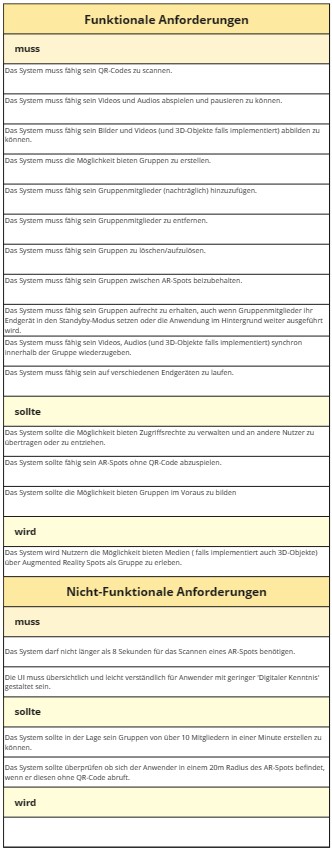 Funktionale Anforderungen
muss
Das System muss fähig sein QR-Codes zu scannen.
Das System muss fähig sein Videos und Audios abspielen und pausieren zu können.
Das System muss fähig sein Bilder und Videos (und 3D-Objekte falls implementiert) abbilden zu
können.
Das System muss die Möglichkeit bieten Gruppen zu erstellen.
Das System muss fähig sein Gruppenmitglieder (nachträglich) hinzuzufügen.
Das System muss fähig sein Gruppenmitglieder zu entfernen.
Das System muss fähig sein Gruppen zu löschen/aufzulösen.
Das System muss fähig sein Gruppen zwischen AR-Spots beizubehalten.
Das System muss fähig sein Gruppen aufrecht zu erhalten, auch wenn Gruppenmitglieder ihr
Endgerät in den Standyby-Modus setzen oder die Anwendung im Hintergrund weiter ausgeführt
wird.
Das System muss fähig sein Videos, Audios (und 3D-Objekte falls implementiert) synchron
innerhalb der Gruppe wiederzugeben.
Das System muss fähig sein auf verschiedenen Endgeräten zu laufen.
sollte
Das System sollte die Möglichkeit bieten Zugriffsrechte zu verwalten und an andere Nutzer zu
übertragen oder zu entziehen.
Das System sollte fähig sein AR-Spots ohne QR-Code abzuspielen.
Das System sollte die Möglichkeit bieten Gruppen im Voraus zu bilden
wird
Das System wird Nutzern die Möglichkeit bieten Medien ( falls implementiert auch 3D-Objekte)
über Augmented Reality Spots als Gruppe zu erleben.
Nicht-Funktionale Anforderungen
muss
Das System darf nicht länger als 8 Sekunden für das Scannen eines AR-Spots benötigen.
Die UI muss übersichtlich und leicht verständlich für Anwender mit geringer 'Digitaler Kenntnis'
gestaltet sein.
sollte
Das System sollte in der Lage sein Gruppen von über 10 Mitgliedern in einer Minute erstellen zu
können.
Das System sollte überprüfen ob sich der Anwender in einem 20m Radius des AR-Spots befindet,
wenn er diesen ohne QR-Code abruft.
wird